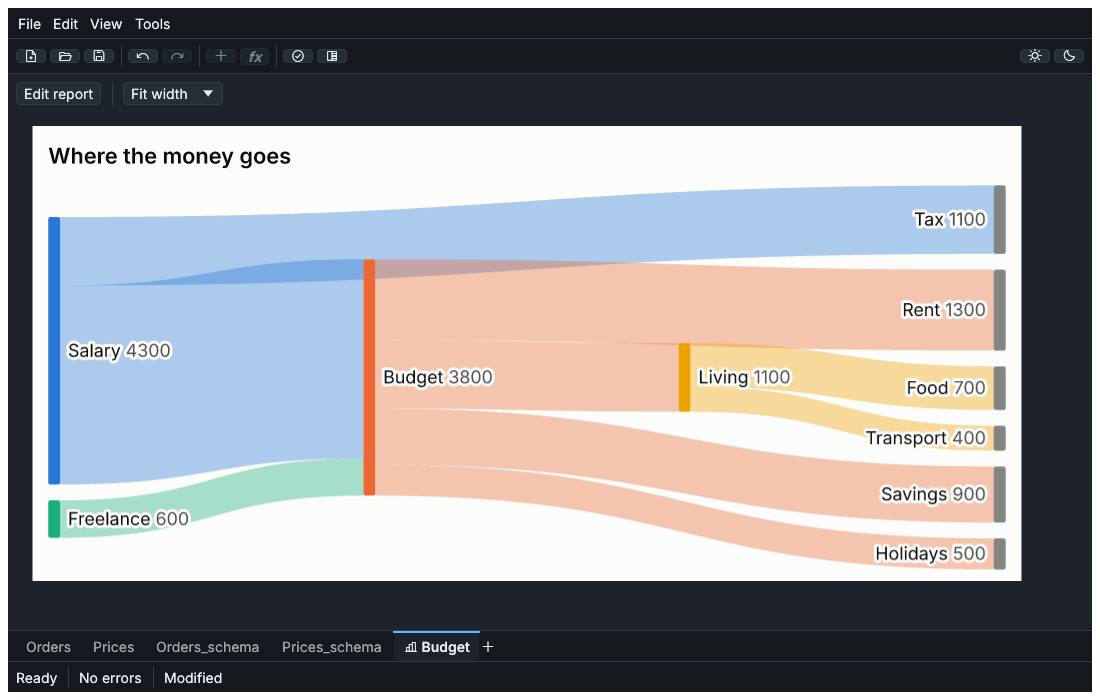 File Edit View Tools
fx
Edit report Fit width
Where the money goes
Tax 1100
Rent 1300
Salary 4300
Budget 3800
Living 1100
Food 700
Transport 400
Savings 900
Freelance 600
Holidays 500
Orders Prices Orders_schema Prices_schema Budget +
Ready No errors Modified